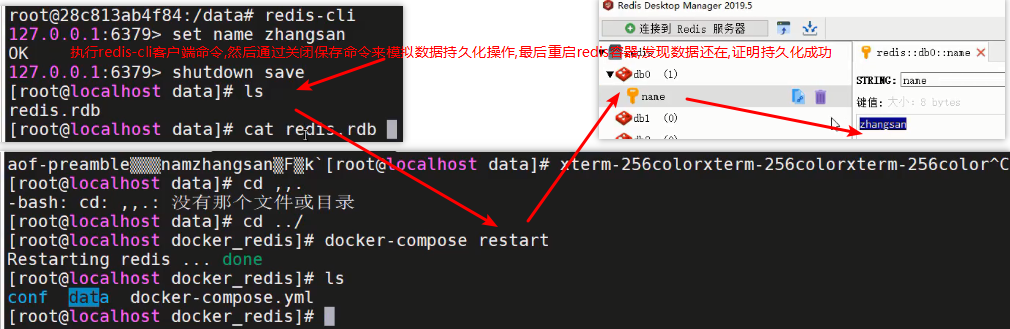 root@28c813ab4f84:/data# redis-cli
127.0.0.1:6379> set name zhangsan
OK
执行redis-cli客户端命令,然后通过关闭保存命令来模拟数据持久化操作,最后重启redis容器,发现数据还在,证明持久化成功
127.0.0.1:6379> shutdown save
[root@localhost data]# ls
redis.rdb
[root@localhost data]# cat redis.rdb
Redis Desktop Manager 2019.5
连接到 Redis 服务器
db0 (1)
name
db1 (0)
redis::db0::name
STRING: name
键值: 大小: 8 bytes
zhangsan
aof-preamble▒▒▒namzhangsan▒F▒k`[root@localhost data]# xterm-256colorxterm-256colorxterm-256color^C
[root@localhost data]# cd ,,.
-bash: cd: ,,.: 没有那个文件或目录
[root@localhost data]# cd ../
[root@localhost docker_redis]# docker-compose restart
Restarting redis ... done
[root@localhost docker_redis]# ls
conf data docker-compose.yml
[root@localhost docker_redis]#